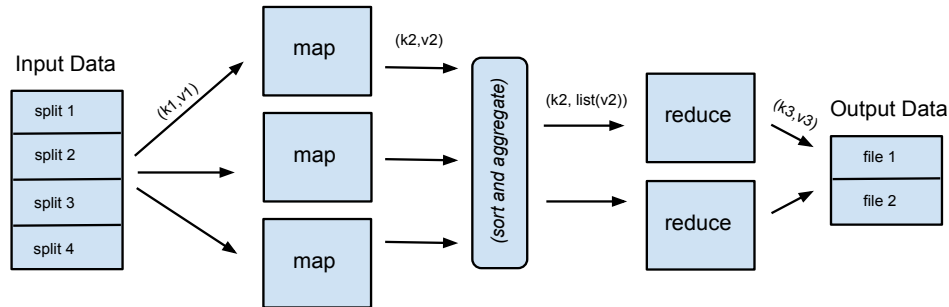 Input Data
split 1
split 2
split 3
split 4
(k1,v1)
map
map
map
(k2,v2)
(sort and aggregate)
(k2, list(v2))
reduce
reduce
(k3,v3)
Output Data
file 1
file 2